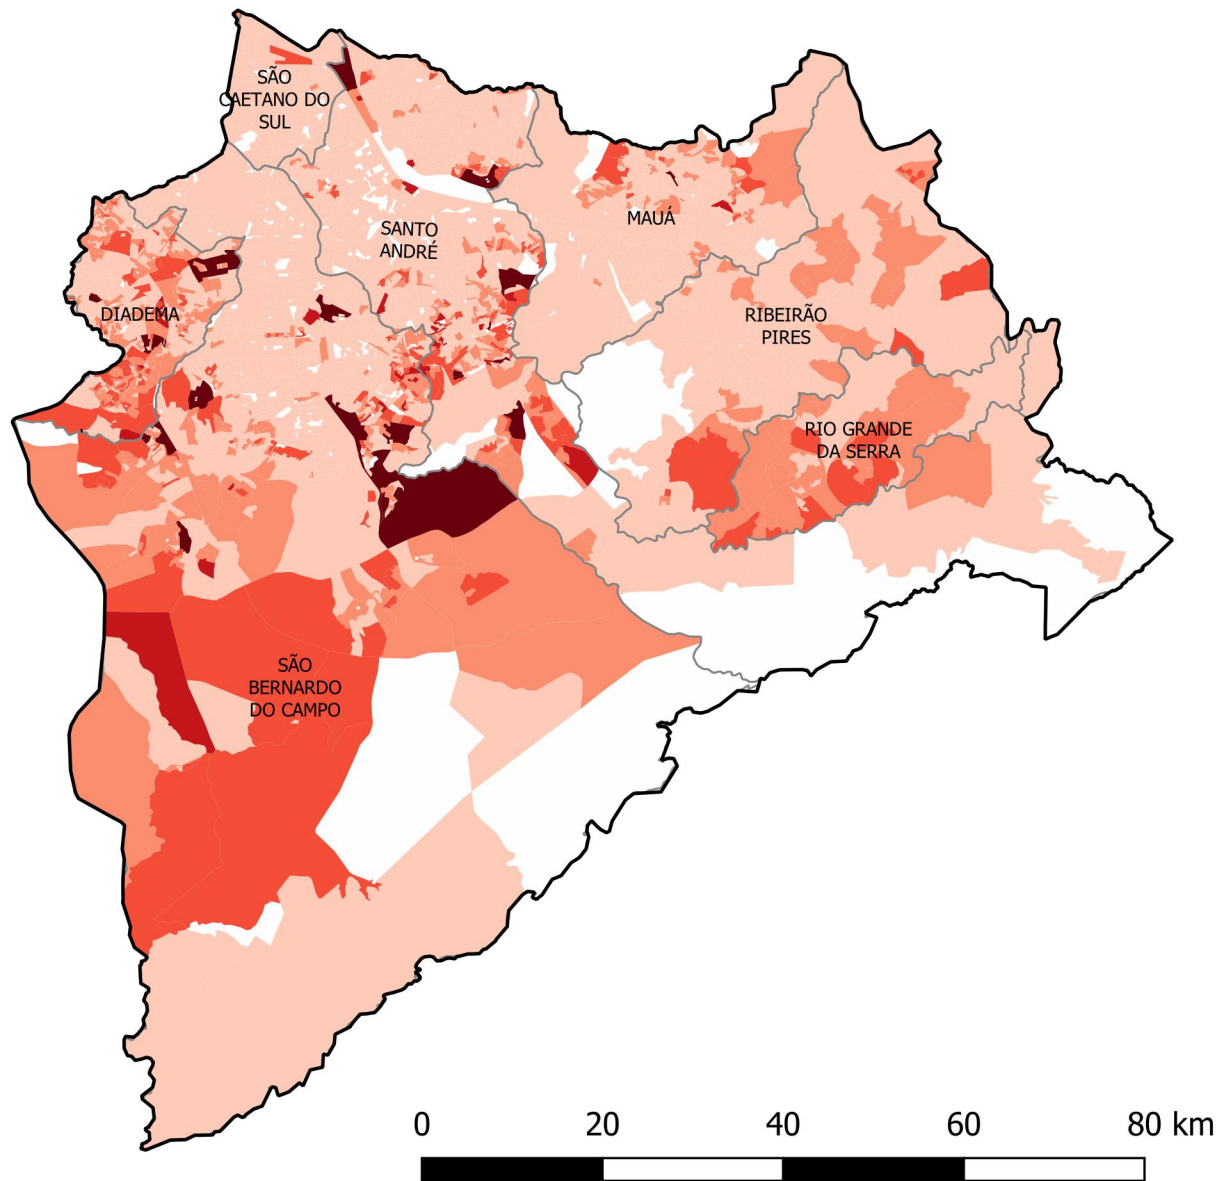 SÃO
CAETANO DO
SUL
SANTO
ANDRÉ
MAUÁ
DIADEMA
RIBEIRÃO
PIRES
RIO GRANDE
DA SERRA
SÃO
BERNARDO
DO CAMPO
0 20 40 60 80 km